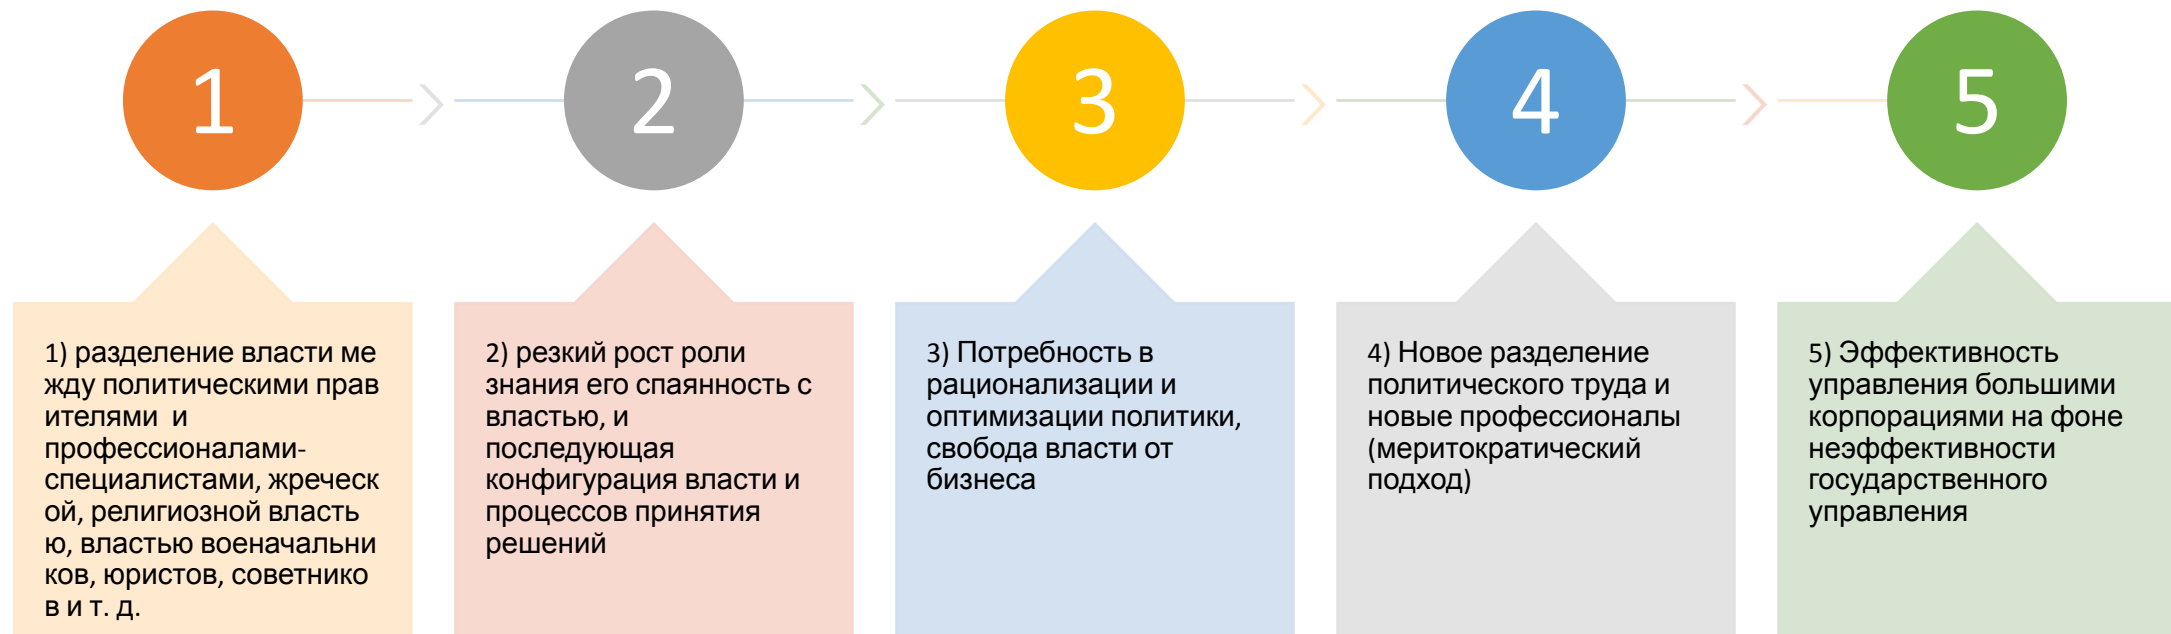 1
2
3
4
5
1) разделение власти ме
жду политическими прав
ителями  и
профессионалами-
специалистами, жреческ
ой, религиозной власть
ю, властью военачальни
ков, юристов, советнико
в и т. д.
2) резкий рост роли
знания его спаянность с
властью, и
последующая
конфигурация власти и
процессов принятия
решений
3) Потребность в
рационализации и
оптимизации политики,
свобода власти от
бизнеса
4) Новое разделение
политического труда и
новые профессионалы
(меритократический
подход)
5) Эффективность
управления большими
корпорациями на фоне
неэффективности
государственного
управления